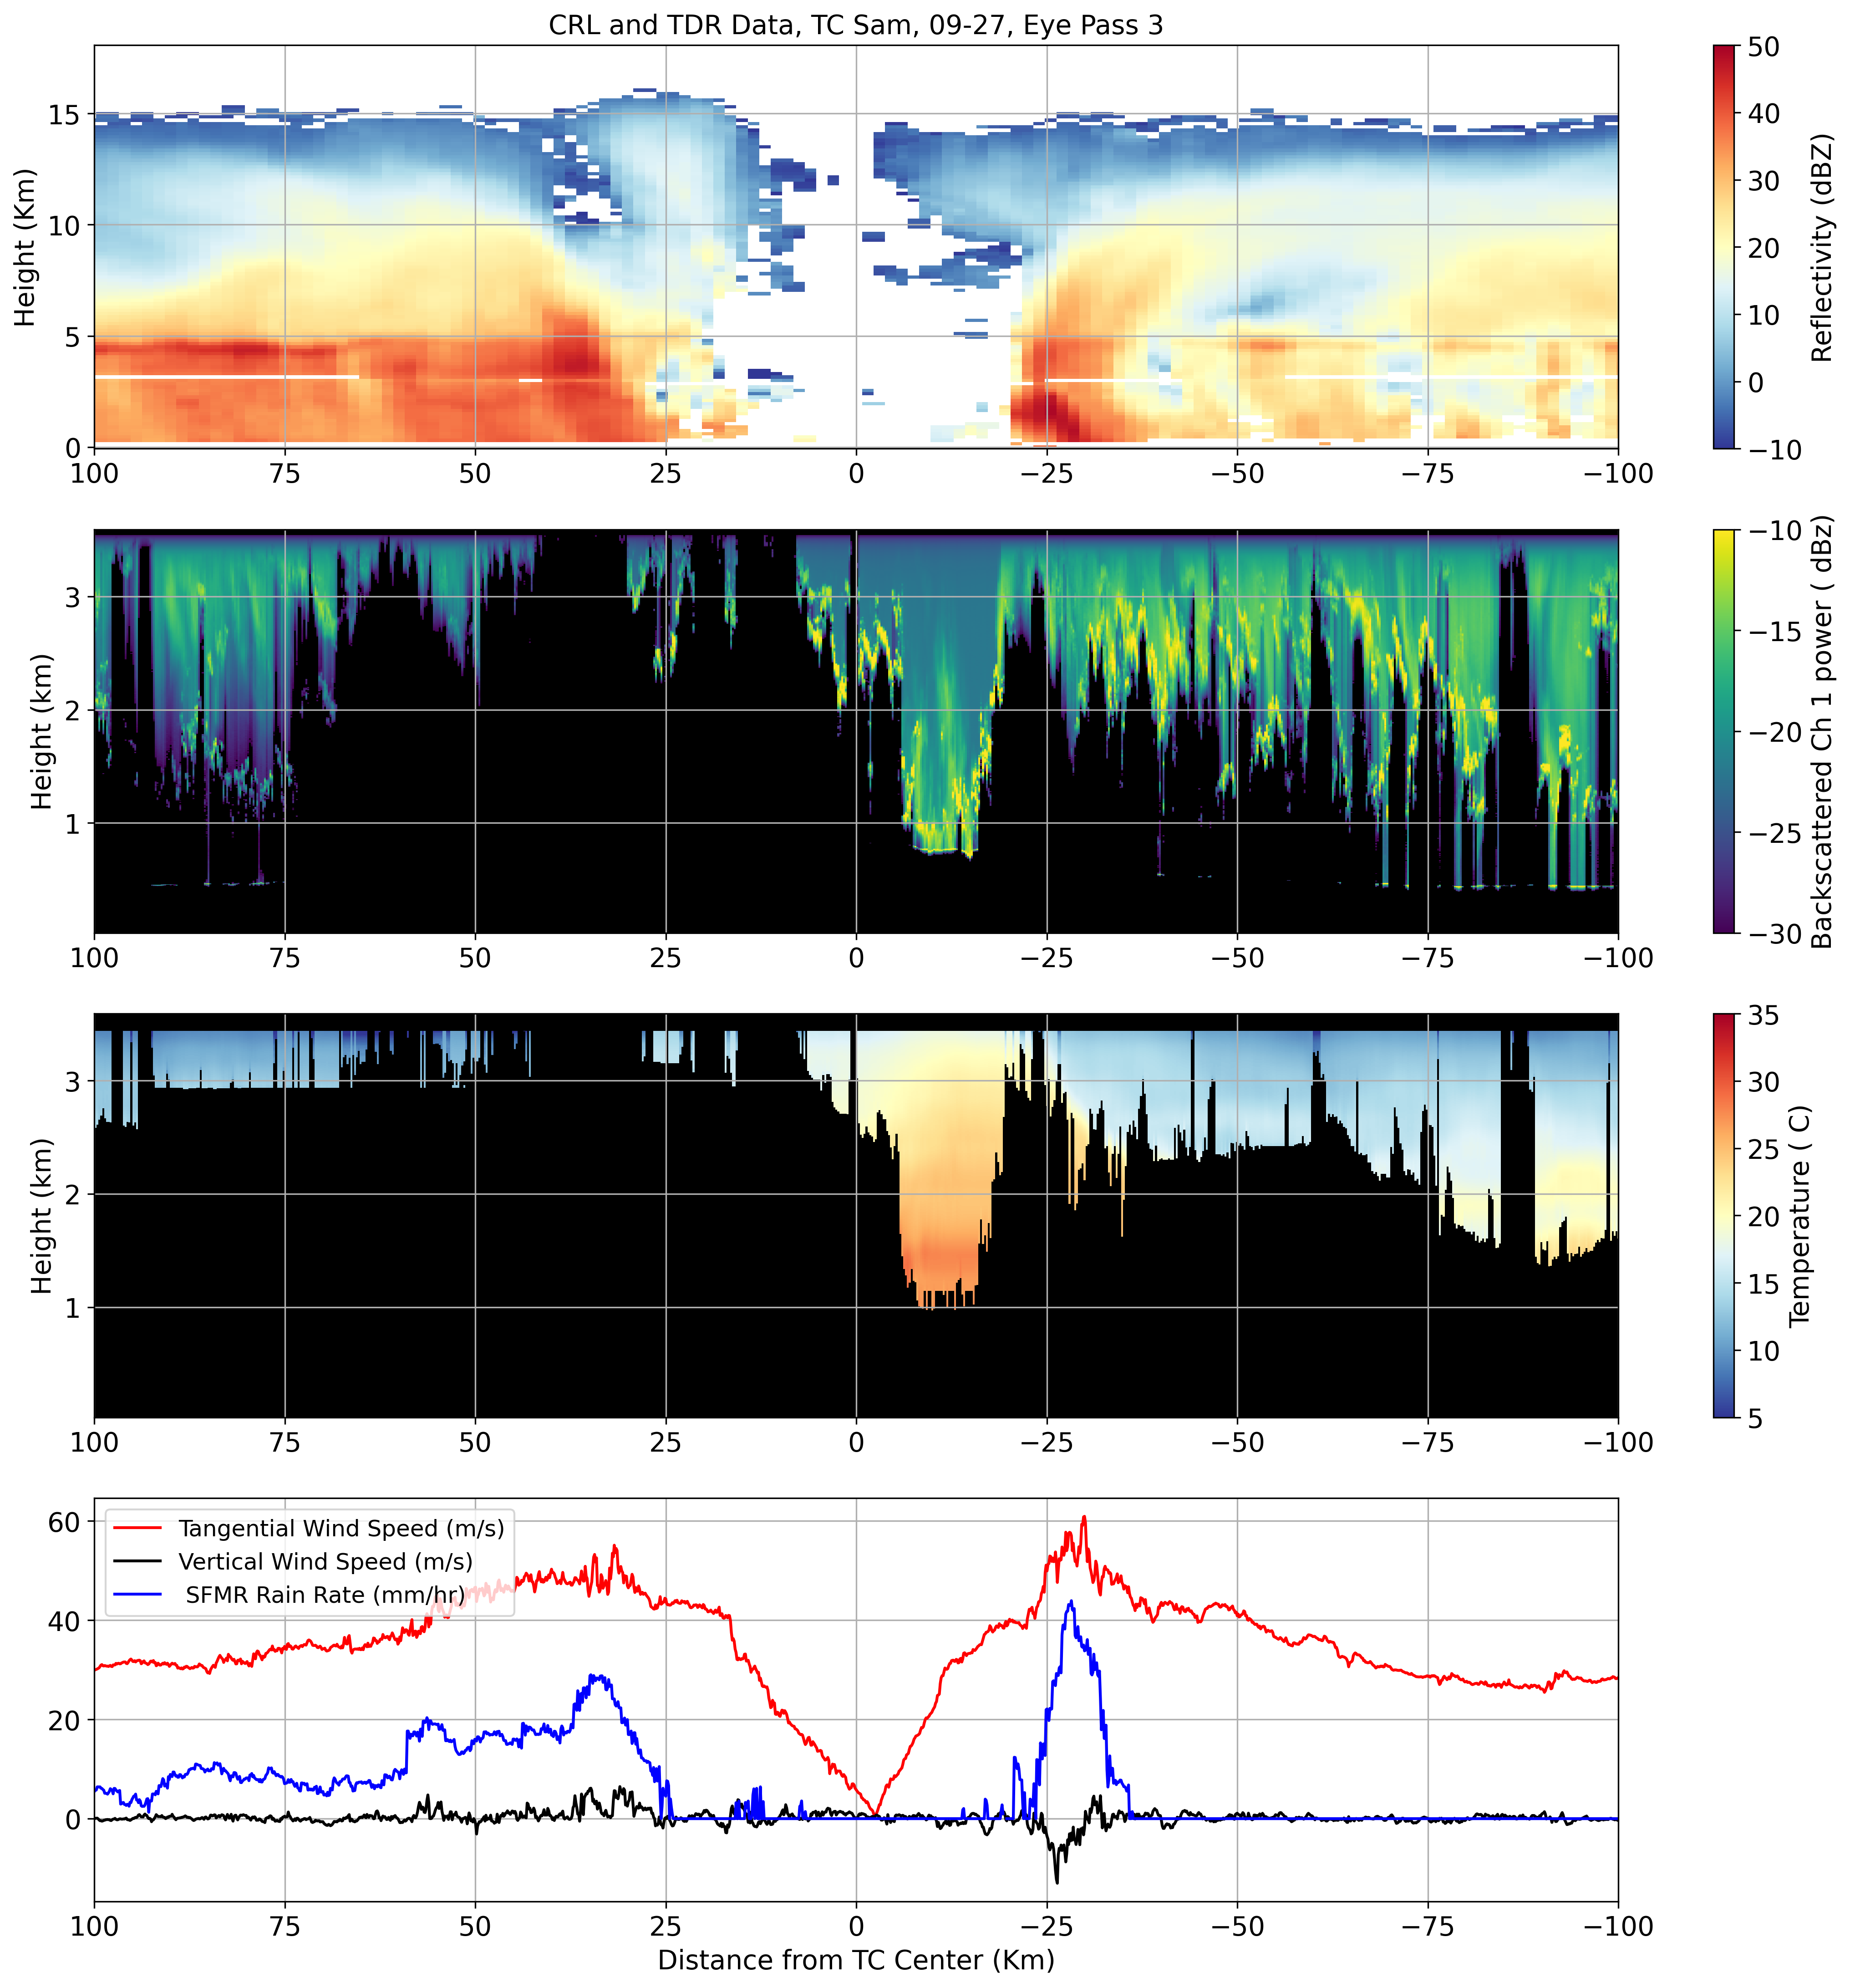 CRL and TDR Data, TC Sam, 09-27, Eye Pass 3
Height (Km)
15
10
5
0
100 75 50 25 0 −25 −50 −75 −100
50
40
30
20
10
0
−10
Reflectivity (dBZ)
Height (km)
3
2
1
100 75 50 25 0 −25 −50 −75 −100
−10
−15
−20
−25
−30
Backscattered Ch 1 power ( dBz)
Height (km)
3
2
1
100 75 50 25 0 −25 −50 −75 −100
35
30
25
20
15
10
5
Temperature ( C)
60
40
20
0
Tangential Wind Speed (m/s)
Vertical Wind Speed (m/s)
SFMR Rain Rate (mm/hr)
100 75 50 25 0 −25 −50 −75 −100
Distance from TC Center (Km)